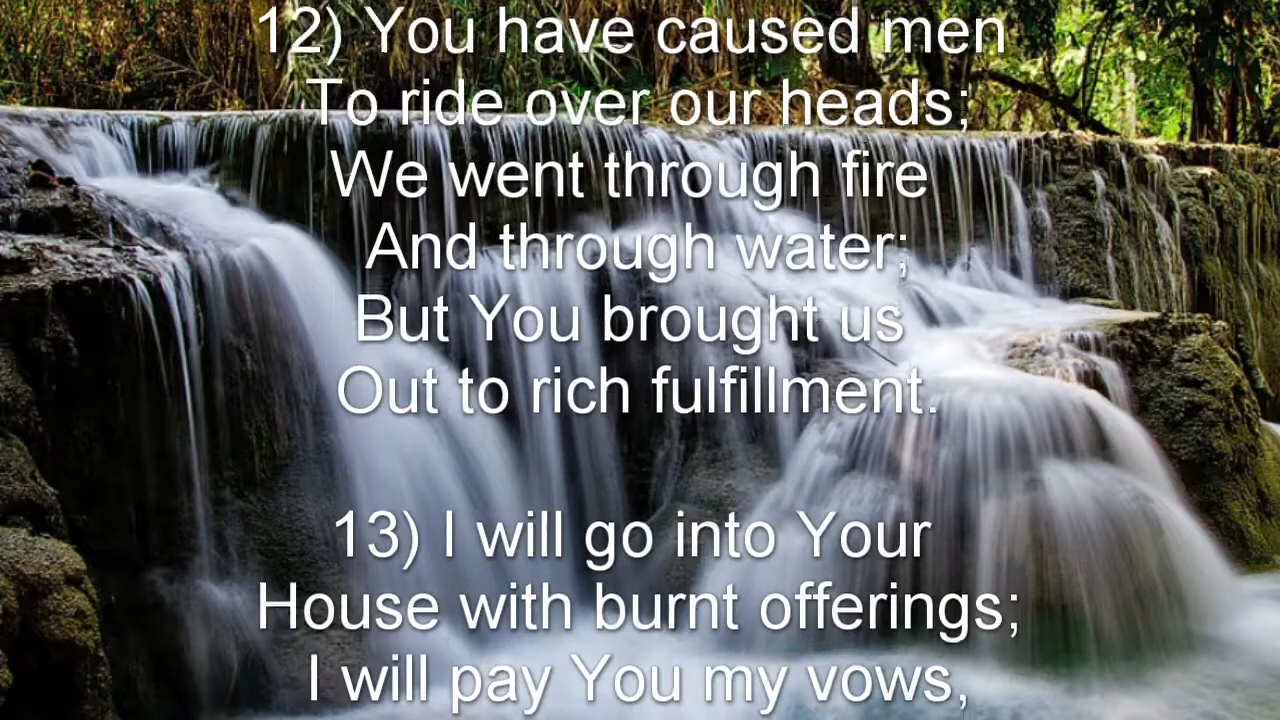 12) You have caused men
To ride over our heads;
We went through fire
And through water;
But You brought us
Out to rich fulfillment.
13) I will go into Your
House with burnt offerings;
I will pay You my vows,